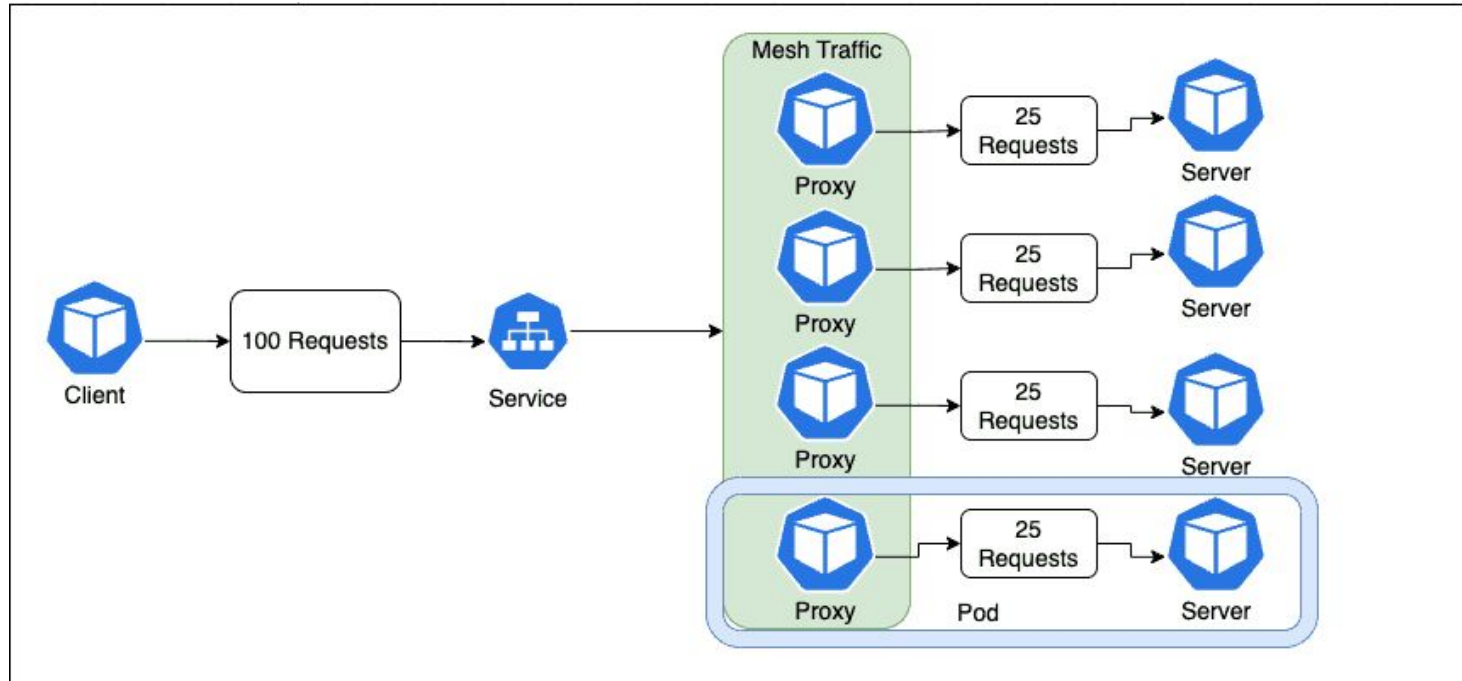 Mesh Traffic
Proxy
25
Requests
Server
Proxy
25
Requests
Server
Client
100 Requests
Service
Proxy
25
Requests
Server
Proxy
25
Requests
Pod
Server